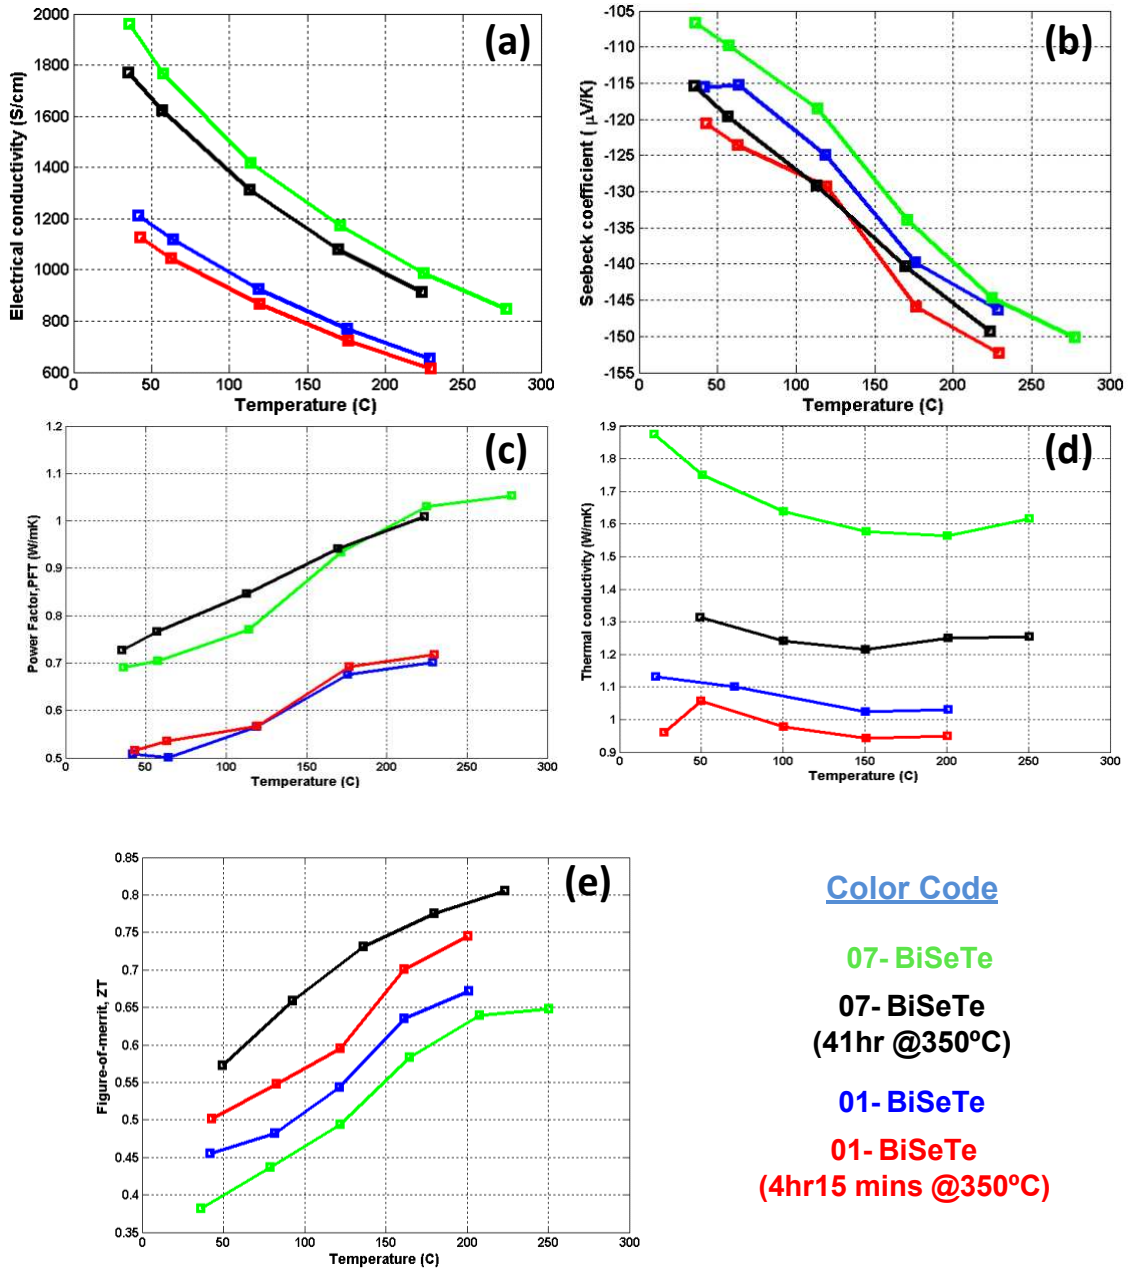 (a)
Electrical conductivity (S/cm)
2000
1800
1600
1400
1200
1000
800
600
0 50 100 150 200 250 300
Temperature (C)
(b)
Seebeck coefficient ( μV/K)
-105
-110
-115
-120
-125
-130
-135
-140
-145
-150
-155
0 50 100 150 200 250 300
Temperature (C)
(c)
Power Factor,PFT (W/mK)
1.2
1.1
1
0.9
0.8
0.7
0.6
0.5
0 50 100 150 200 250 300
Temperature (C)
(d)
Thermal conductivity (W/mK)
1.9
1.8
1.7
1.6
1.5
1.4
1.3
1.2
1.1
1
0.9
0 50 100 150 200 250 300
Temperature (C)
(e)
Figure-of-merrit, ZT
0.85
0.8
0.75
0.7
0.65
0.6
0.55
0.5
0.45
0.4
0.35
0 50 100 150 200 250 300
Temperature (C)
Color Code
07- BiSeTe
07- BiSeTe
(41hr @350ºC)
01- BiSeTe
01- BiSeTe
(4hr15 mins @350ºC)